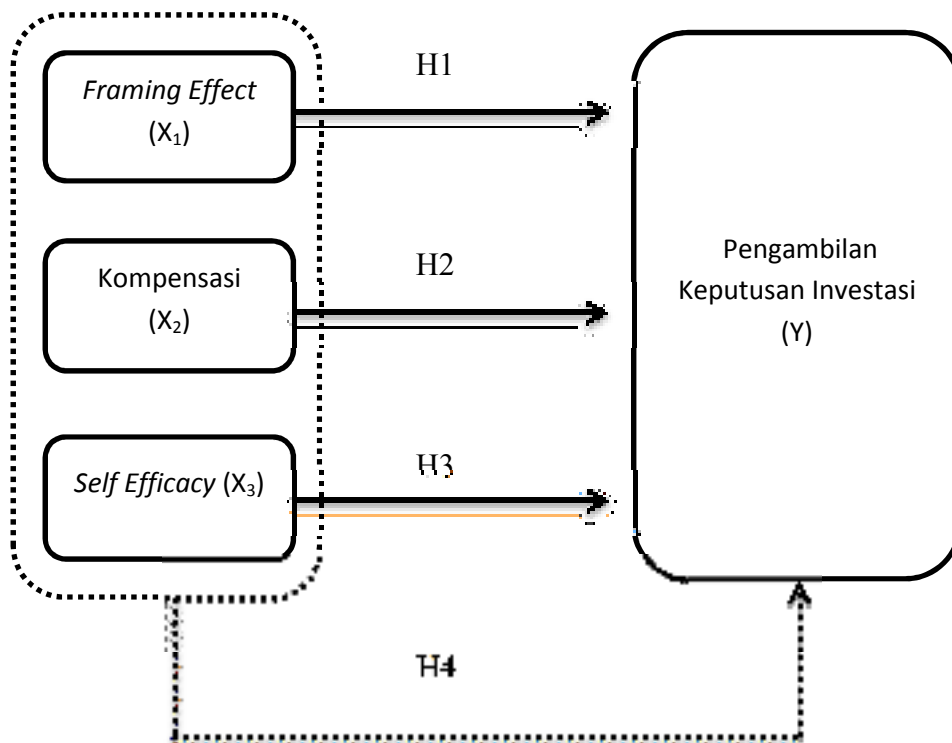 H1
Framing Effect
(X₁)
H2
Kompensasi
(X₂)
Pengambilan
Keputusan Investasi
(Y)
H3
Self Efficacy (X₃)
H4